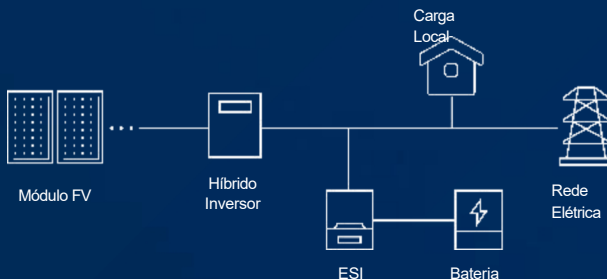 Carga
Local
Módulo FV
Híbrido
Inversor
Rede
Elétrica
ESI
Bateria